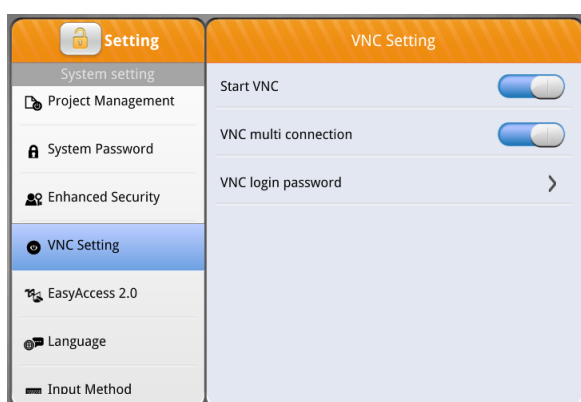 Setting
System setting
Project Management
System Password
Enhanced Security
VNC Setting
EasyAccess 2.0
Language
Input Method
VNC Setting
Start VNC
VNC multi connection
VNC login password